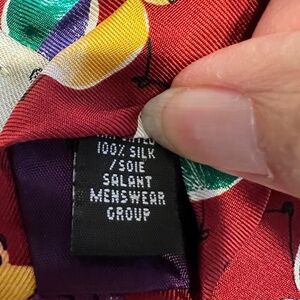 100% SILK
/SOIE
SALANT
MENSWEAR
GROUP